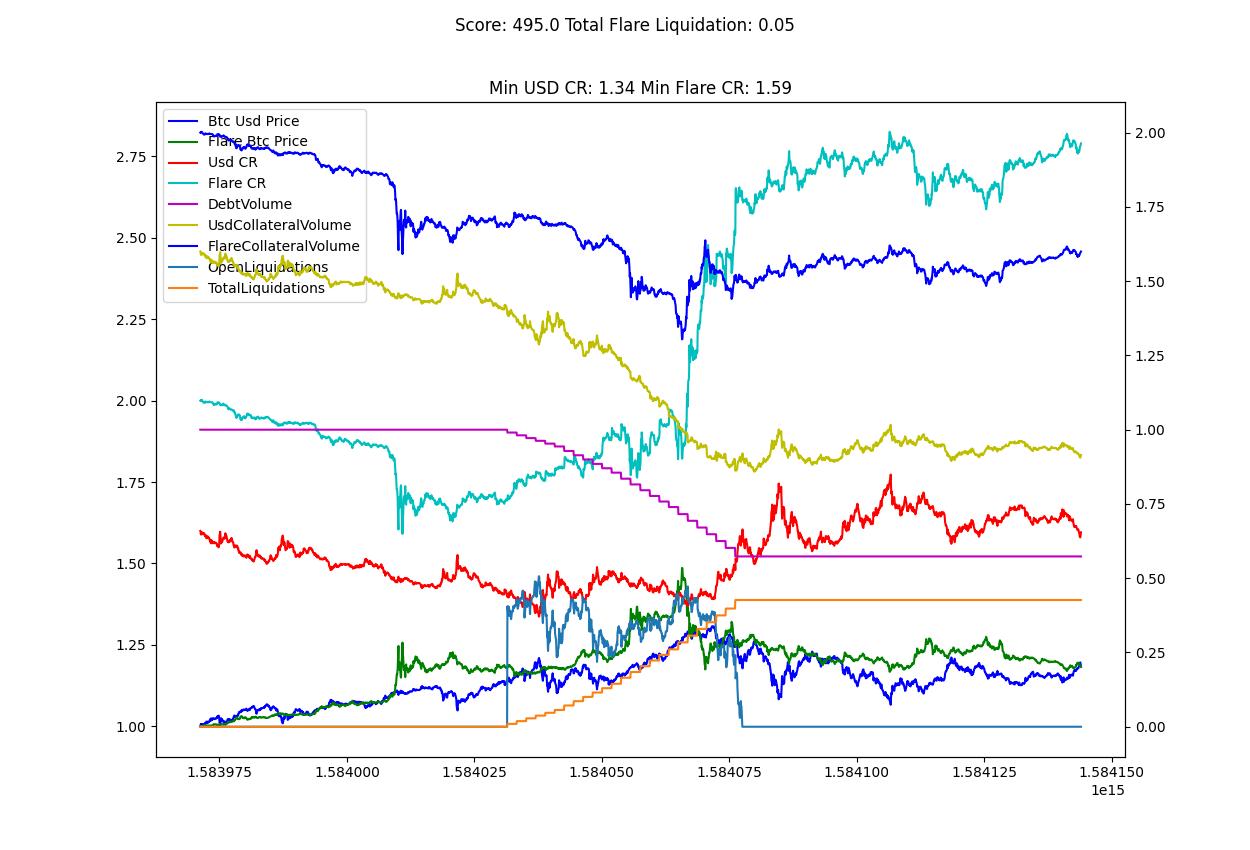 Score: 495.0 Total Flare Liquidation: 0.05
Min USD CR: 1.34 Min Flare CR: 1.59
Btc Usd Price
Flare Btc Price
Usd CR
Flare CR
DebtVolume
UsdCollateralVolume
FlareCollateralVolume
OpenLiquidations
TotalLiquidations
2.75
2.50
2.25
2.00
1.75
1.50
1.25
1.00
2.00
1.75
1.50
1.25
1.00
0.75
0.50
0.25
0.00
1.583975 1.584000 1.584025 1.584050 1.584075 1.584100 1.584125 1.584150
1e15